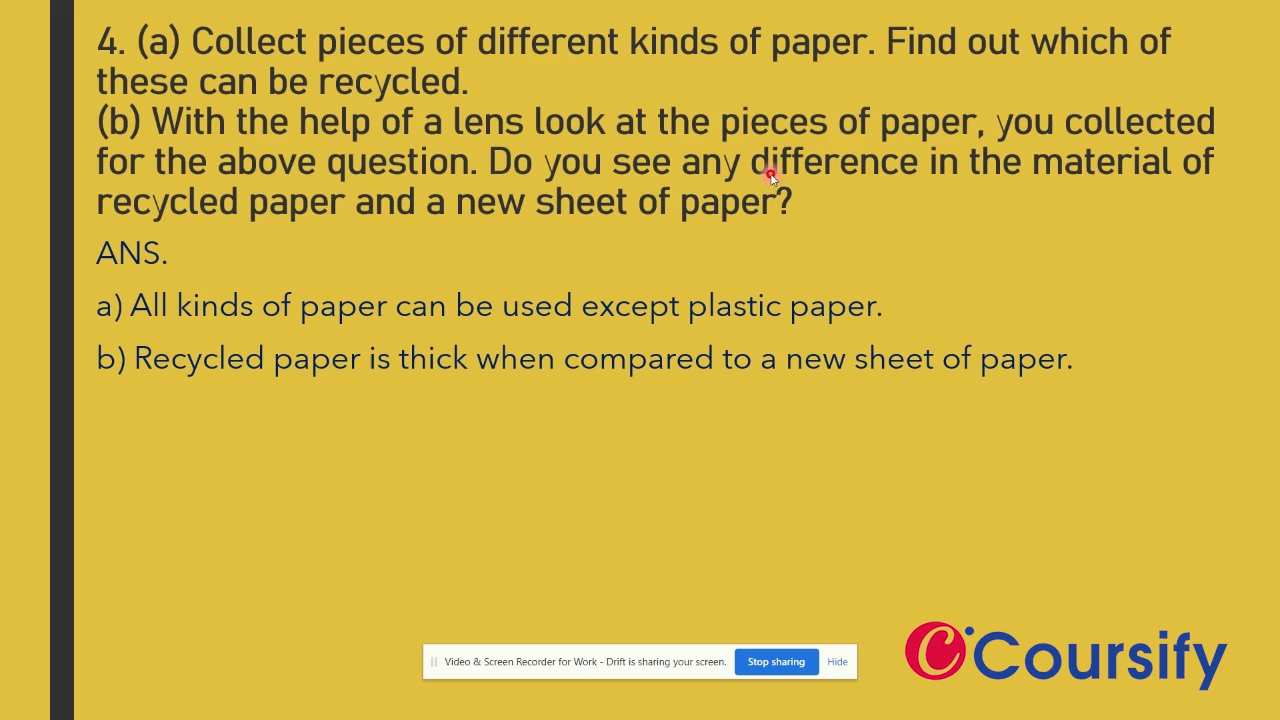 4. (a) Collect pieces of different kinds of paper. Find out which of
these can be recycled.
(b) With the help of a lens look at the pieces of paper, you collected
for the above question. Do you see any difference in the material of
recycled paper and a new sheet of paper?
ANS.
a) All kinds of paper can be used except plastic paper.
b) Recycled paper is thick when compared to a new sheet of paper.
Video & Screen Recorder for Work - Drift is sharing your screen. Stop sharing Hide
C Coursify